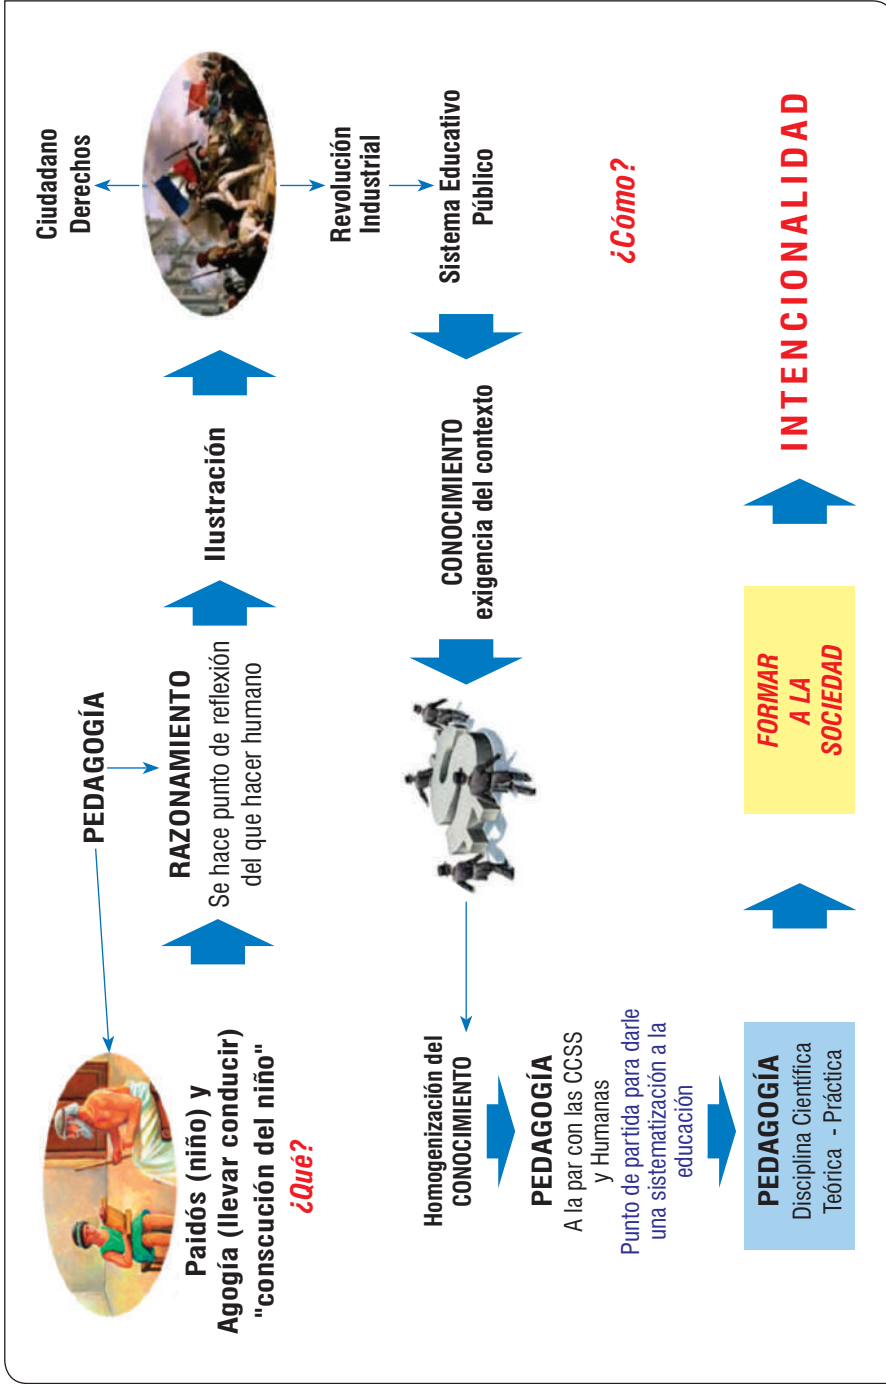 PEDAGOGÍA
Paidós (niño) y
Agogía (llevar conducir)
"conscución del niño"
¿Qué?
RAZONAMIENTO
Se hace punto de reflexión
del que hacer humano
Ilustración
Ciudadano
Derechos
Revolución
Industrial
Sistema Educativo
Público
¿Cómo?
CONOCIMIENTO
exigencia del contexto
Homogenización del
CONOCIMIENTO
PEDAGOGÍA
A la par con las CCSS
y Humanas
Punto de partida para darle
una sistematización a la
educación
PEDAGOGÍA
Disciplina Científica
Teórica - Práctica
FORMAR
A LA
SOCIEDAD
INTENCIONALIDAD